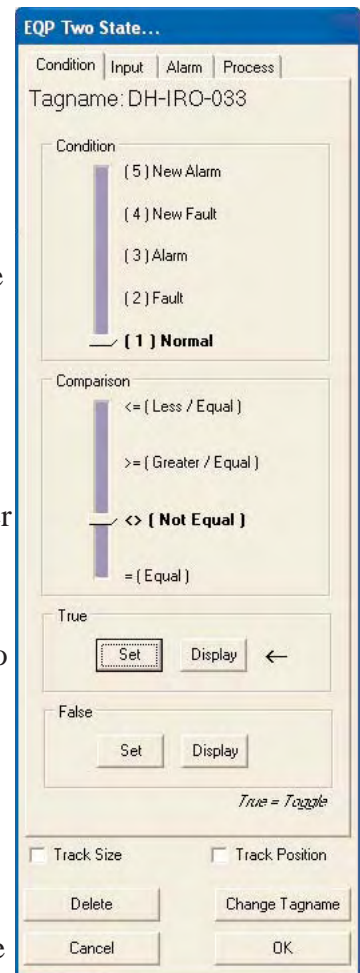 EQP Two State...
Condition Input Alarm Process
Tagname: DH-IRO-033
Condition
( 5 ) New Alarm
( 4 ) New Fault
( 3 ) Alarm
( 2 ) Fault
( 1 ) Normal
Comparison
<= ( Less / Equal )
>= ( Greater / Equal )
<> ( Not Equal )
= ( Equal )
True
Set Display ←
False
Set Display
True = Toggle
Track Size Track Position
Delete Change Tagname
Cancel OK